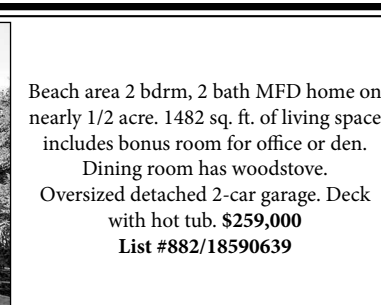 Beach area 2 bdrm, 2 bath MFD home on
nearly 1/2 acre. 1482 sq. ft. of living space
includes bonus room for office or den.
Dining room has woodstove.
Oversized detached 2-car garage. Deck
with hot tub. $259,000
List #882/18590639